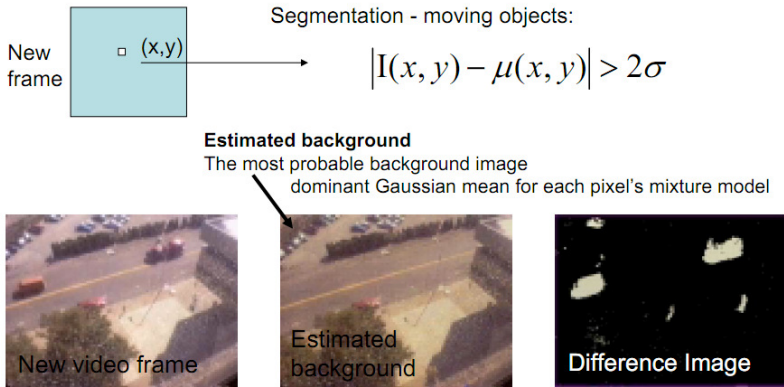 Segmentation - moving objects:
New
frame
(x,y)
|I(x, y) − μ(x, y)| > 2σ
Estimated background
The most probable background image
dominant Gaussian mean for each pixel's mixture model
New video frame
Estimated
background
Difference Image